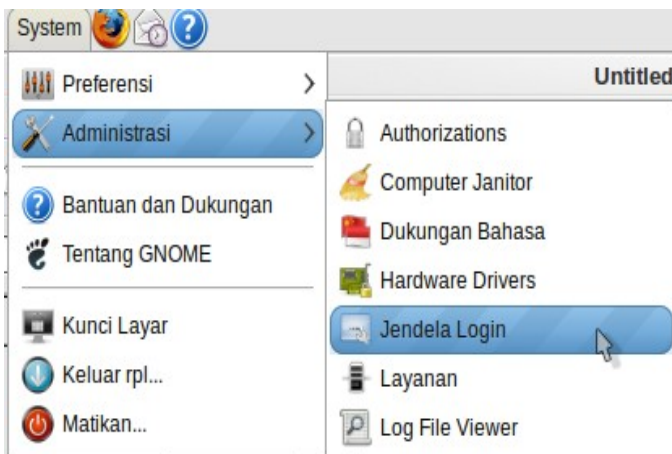 System
Untitled
Preferensi
Administrasi
Bantuan dan Dukungan
Tentang GNOME
Kunci Layar
Keluar rpl...
Matikan...
Authorizations
Computer Janitor
Dukungan Bahasa
Hardware Drivers
Jendela Login
Layanan
Log File Viewer